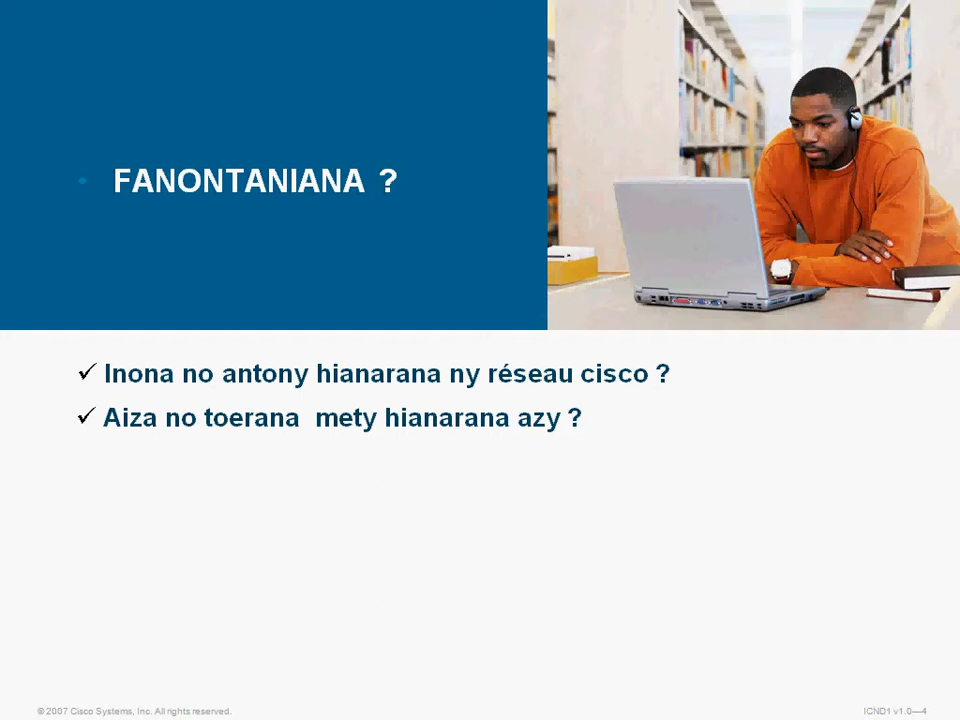 • FANONTANIANA ?
✓ Inona no antony hianarana ny réseau cisco ?
✓ Aiza no toerana mety hianarana azy ?
© 2007 Cisco Systems, Inc. All rights reserved.
ICND1 v1.0—4